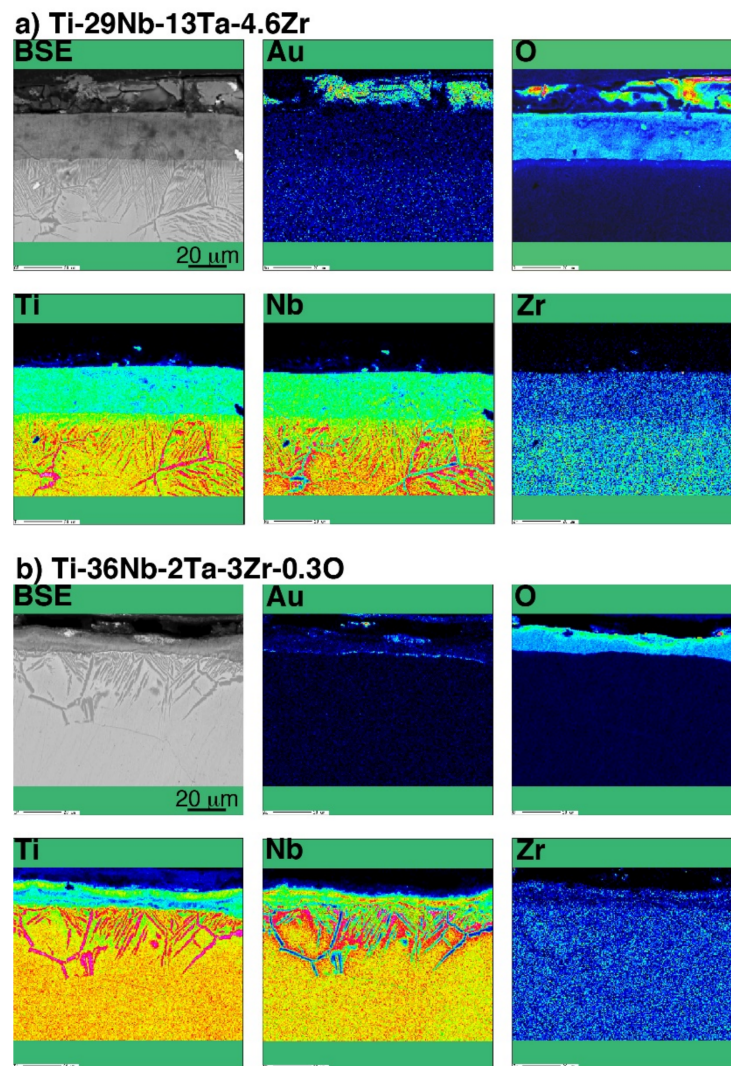 a) Ti-29Nb-13Ta-4.6Zr
BSE Au O
20 μm
Ti Nb Zr
b) Ti-36Nb-2Ta-3Zr-0.3O
BSE Au O
20 μm
Ti Nb Zr